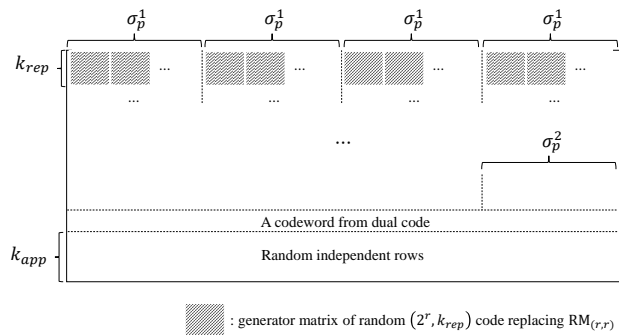 σ_p^1 σ_p^1 σ_p^1 σ_p^1
k_rep ... ... ... ...
... ... ... ...
...
σ_p^2
A codeword from dual code
k_app Random independent rows
: generator matrix of random (2^r, k_rep) code replacing RM_(r,r)